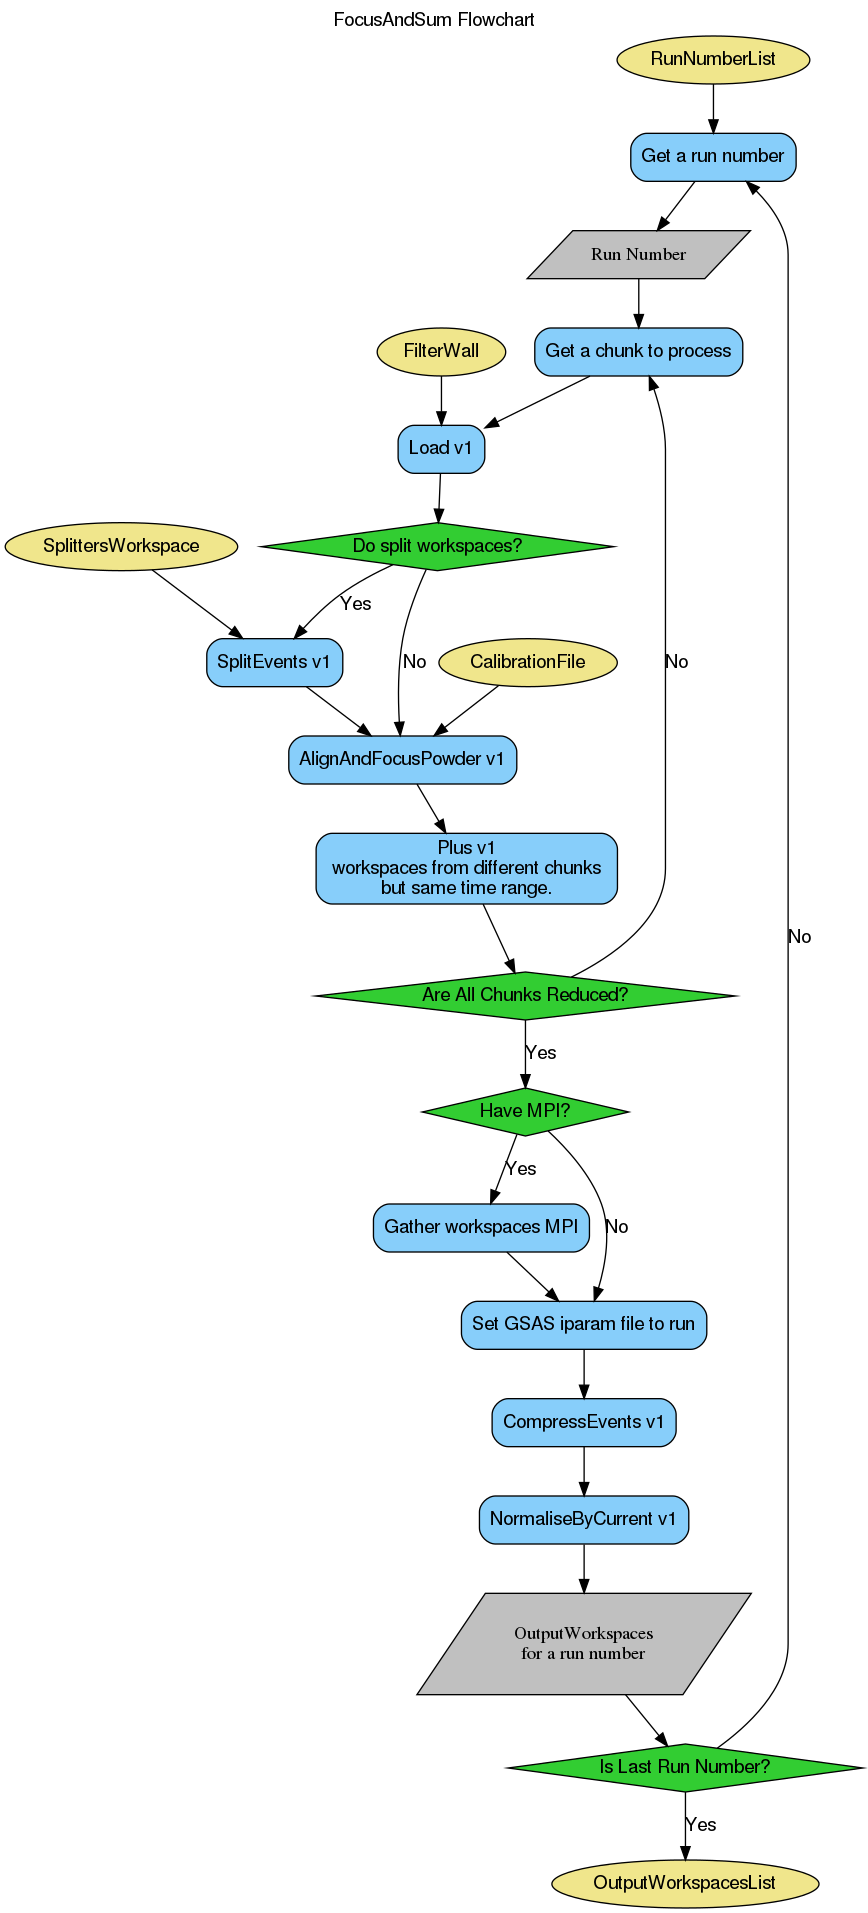 FocusAndSum Flowchart
RunNumberList
Get a run number
Run Number
FilterWall
Get a chunk to process
Load v1
SplittersWorkspace
Do split workspaces?
Yes
SplitEvents v1
No
CalibrationFile
No
AlignAndFocusPowder v1
Plus v1
workspaces from different chunks
but same time range.
No
Are All Chunks Reduced?
Yes
Have MPI?
Yes
Gather workspaces MPI
No
Set GSAS iparam file to run
CompressEvents v1
NormaliseByCurrent v1
OutputWorkspaces
for a run number
Is Last Run Number?
Yes
OutputWorkspacesList